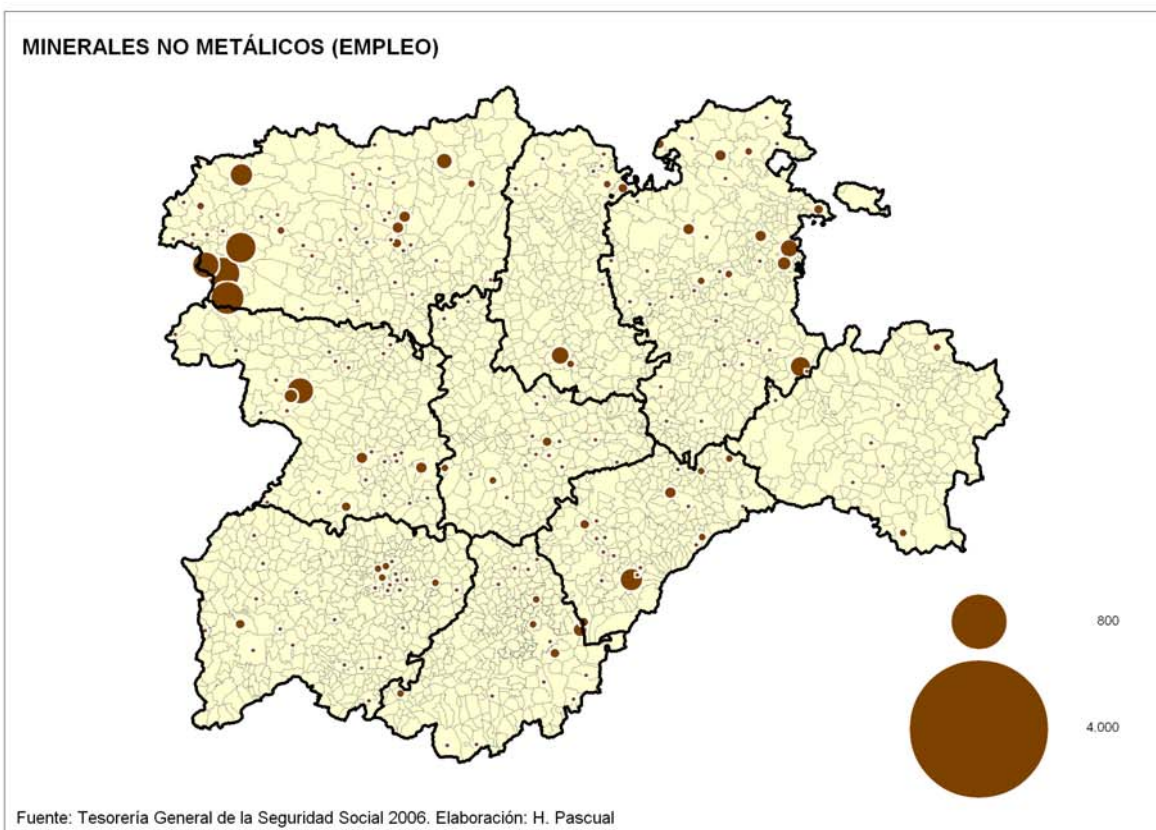 MINERALES NO METÁLICOS (EMPLEO)
800
4.000
Fuente: Tesorería General de la Seguridad Social 2006. Elaboración: H. Pascual